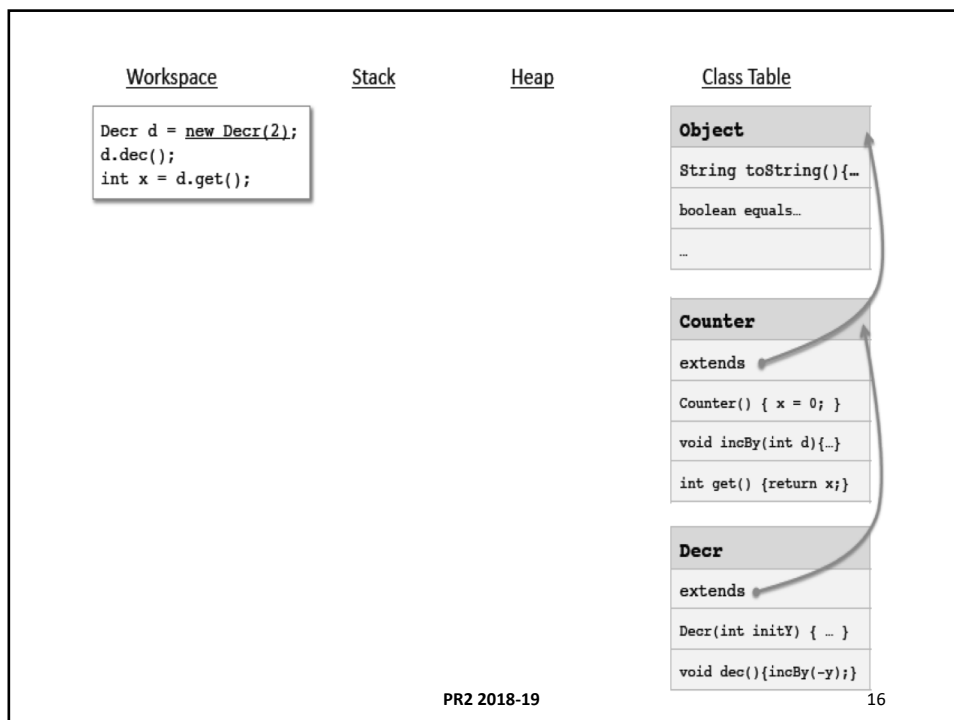 Workspace
Stack
Heap
Class Table
Decr d = new Decr(2);
d.dec();
int x = d.get();
Object
String toString(){…
boolean equals…
…
Counter
extends
Counter() { x = 0; }
void incBy(int d){…}
int get() {return x;}
Decr
extends
Decr(int initY) { … }
void dec(){incBy(-y);}
PR2 2018-19
16